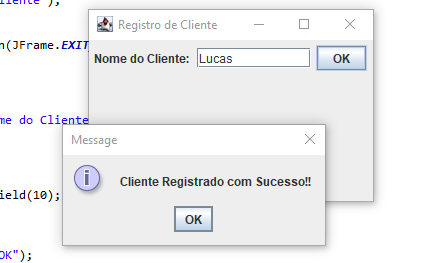 liente");
Registro de Cliente
n(JFrame.EXIT_
Nome do Cliente:
Lucas
OK
me do Cliente
Message
Cliente Registrado com Sucesso!!
ield(10);
OK
OK");